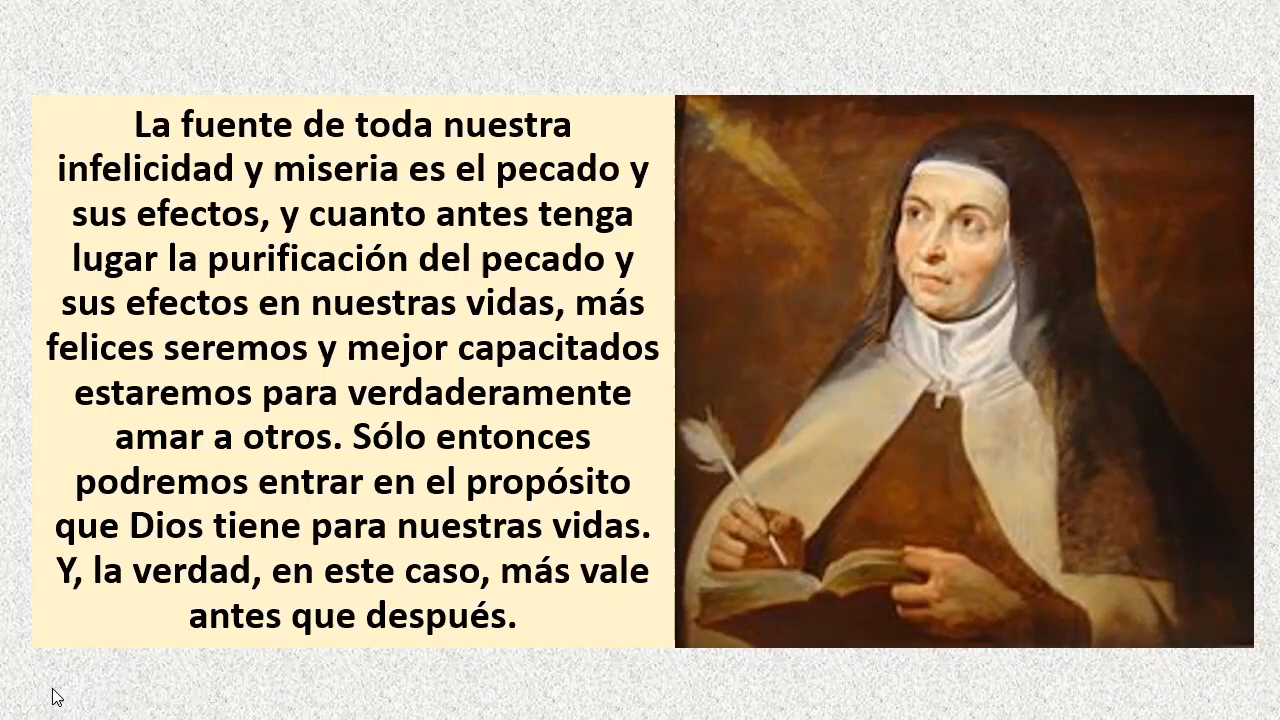 La fuente de toda nuestra
infelicidad y miseria es el pecado y
sus efectos, y cuanto antes tenga
lugar la purificación del pecado y
sus efectos en nuestras vidas, más
felices seremos y mejor capacitados
estaremos para verdaderamente
amar a otros. Sólo entonces
podremos entrar en el propósito
que Dios tiene para nuestras vidas.
Y, la verdad, en este caso, más vale
antes que después.